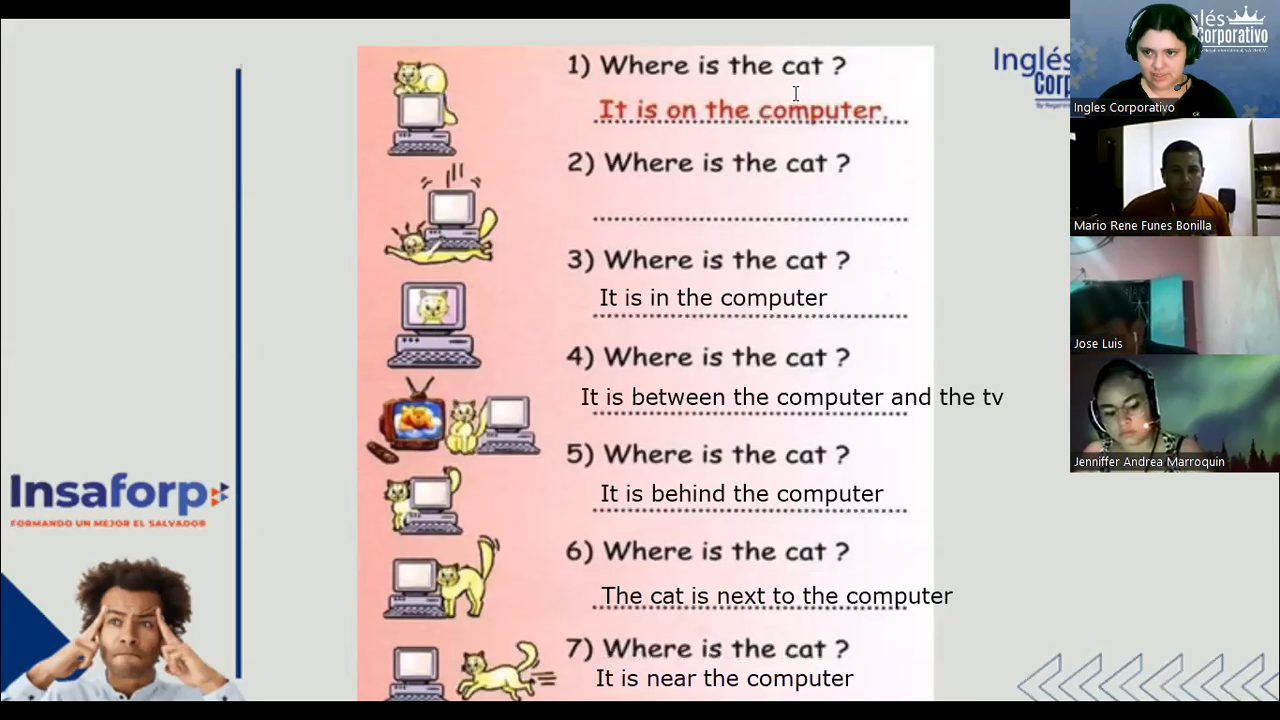 1) Where is the cat ?
It is on the computer.
2) Where is the cat ?
3) Where is the cat ?
It is in the computer
4) Where is the cat ?
It is between the computer and the tv
5) Where is the cat ?
It is behind the computer
6) Where is the cat ?
The cat is next to the computer
7) Where is the cat ?
It is near the computer
Insaforp
FORMANDO UN MEJOR EL SALVADOR
Inglés
Corp
glés
Corporativo
Ingles Corporativo
Mario Rene Funes Bonilla
Jose Luis
Jenniffer Andrea Marroquin